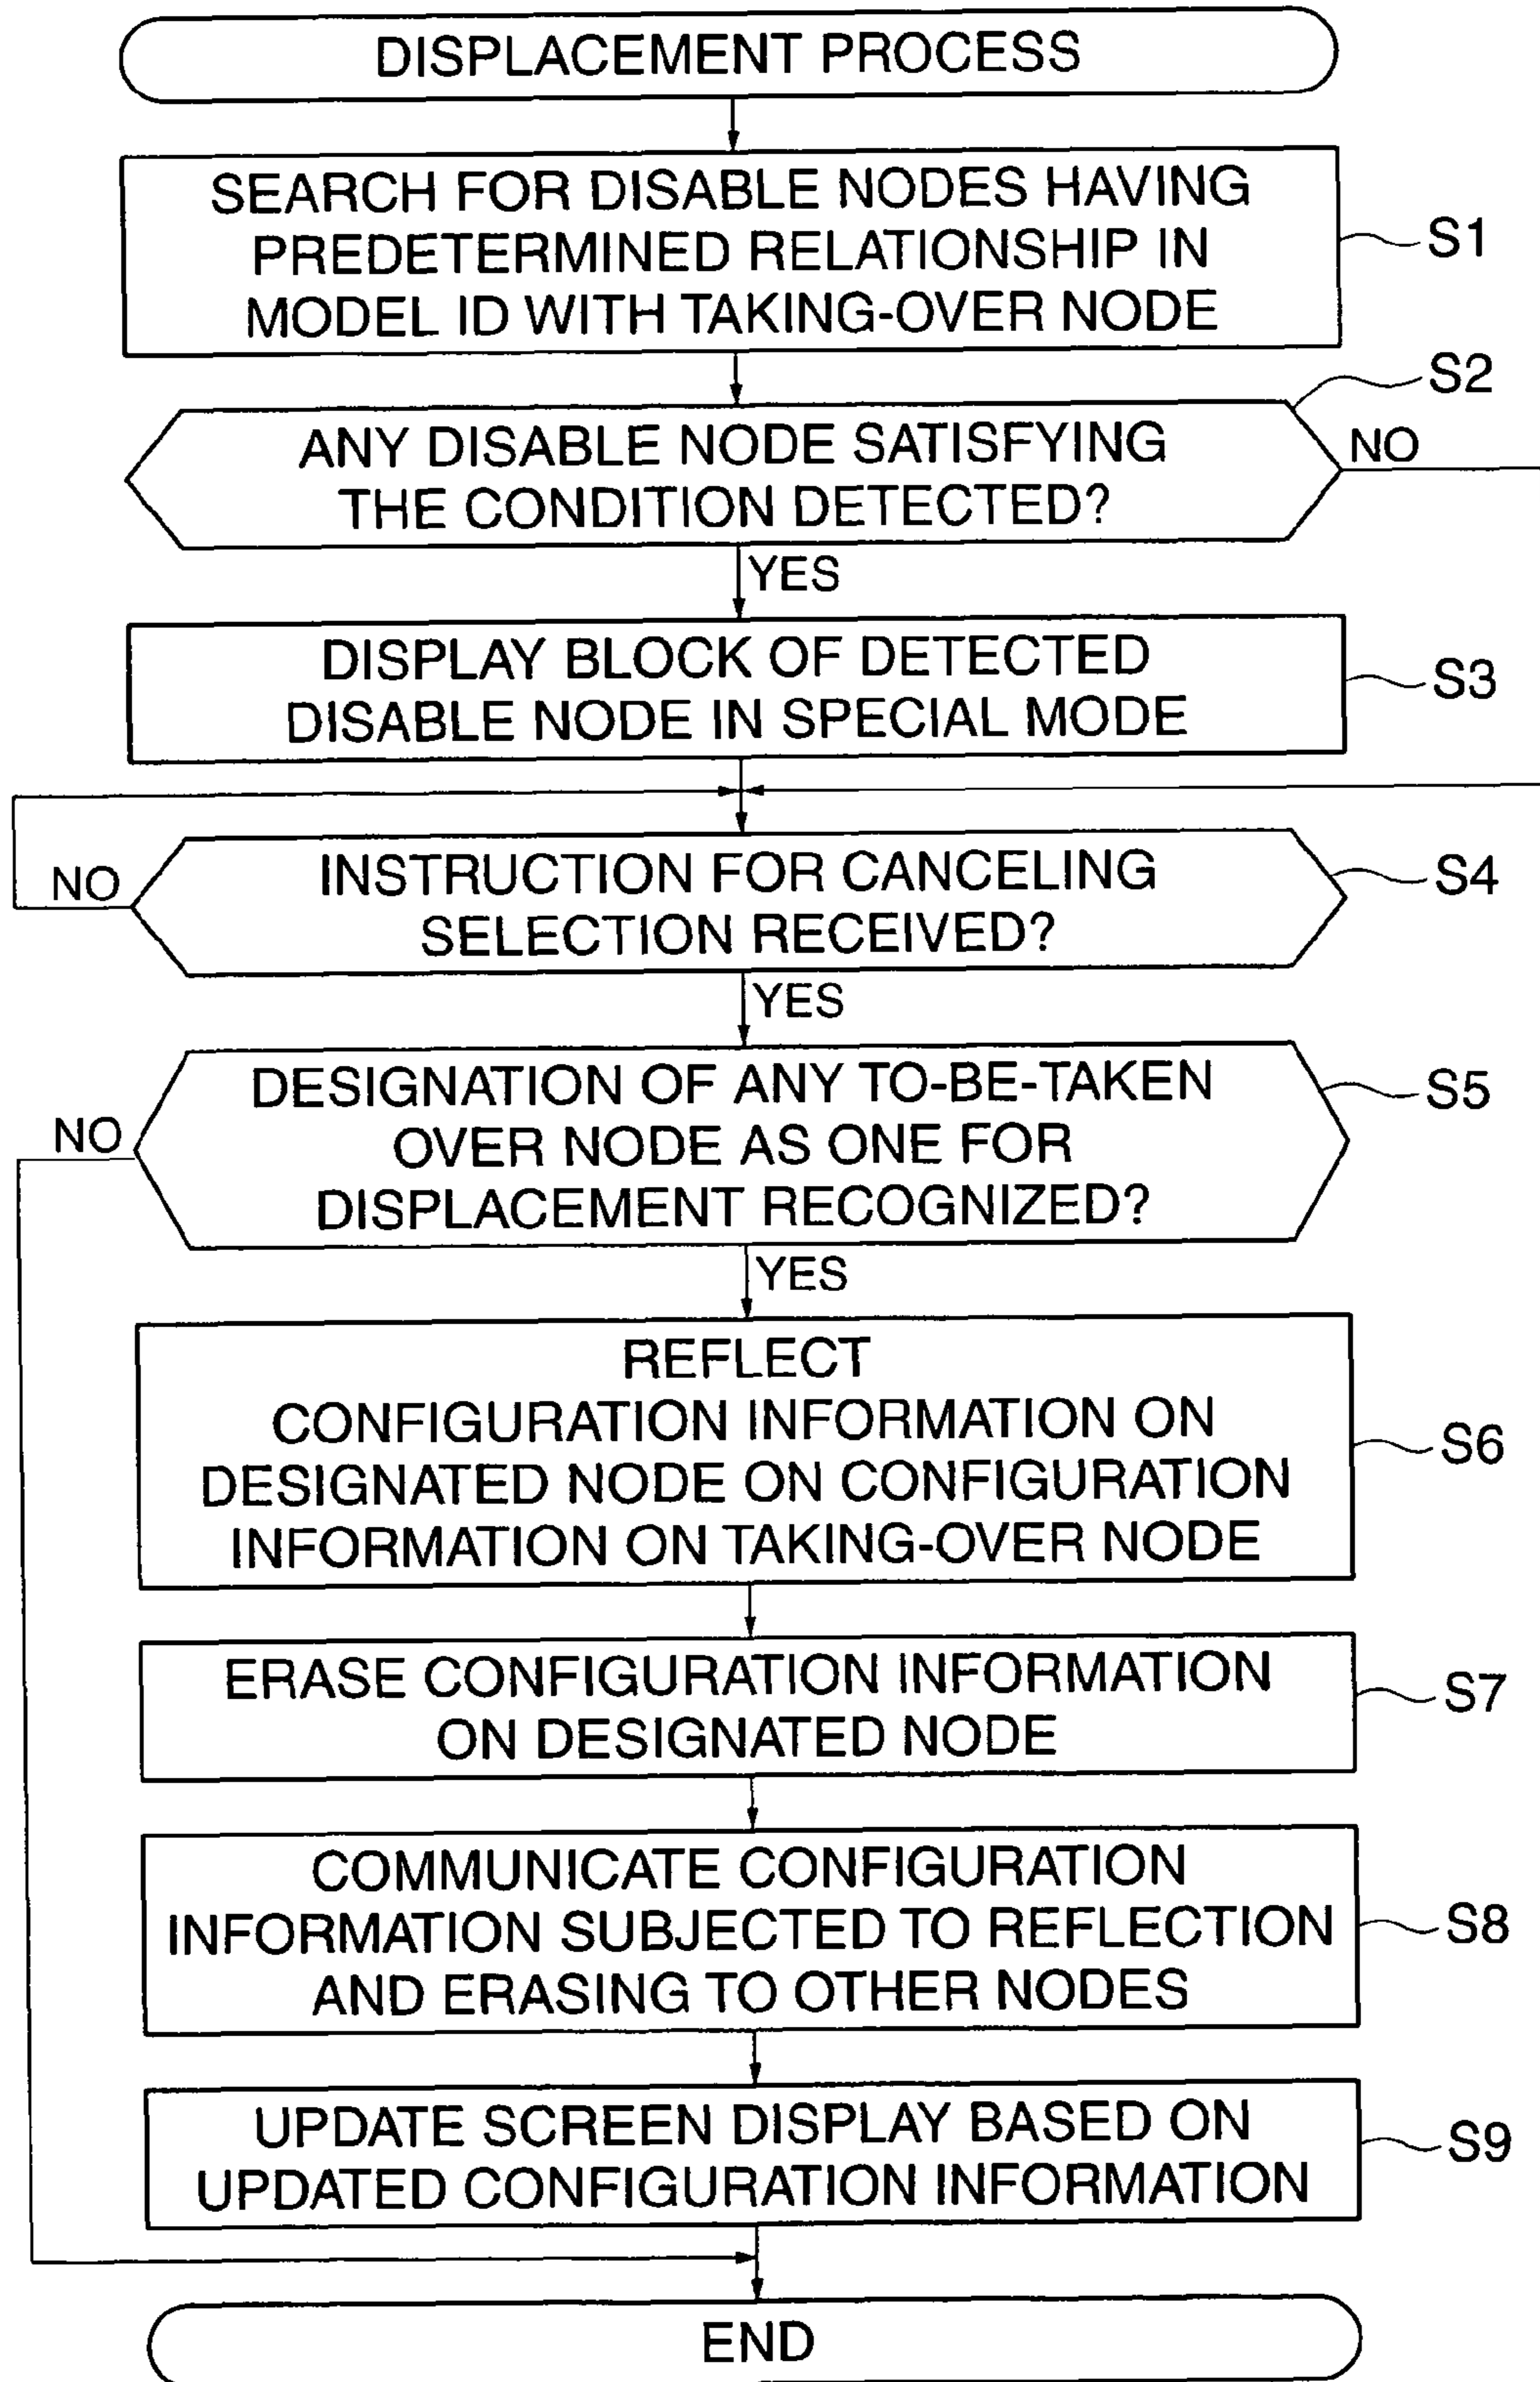 DISPLACEMENT PROCESS
SEARCH FOR DISABLE NODES HAVING
PREDETERMINED RELATIONSHIP IN
MODEL ID WITH TAKING-OVER NODE
S1
S2
ANY DISABLE NODE SATISFYING
THE CONDITION DETECTED?
NO
YES
DISPLAY BLOCK OF DETECTED
DISABLE NODE IN SPECIAL MODE
S3
INSTRUCTION FOR CANCELING
SELECTION RECEIVED?
S4
NO
YES
DESIGNATION OF ANY TO-BE-TAKEN
OVER NODE AS ONE FOR
DISPLACEMENT RECOGNIZED?
S5
NO
YES
REFLECT
CONFIGURATION INFORMATION ON
DESIGNATED NODE ON CONFIGURATION
INFORMATION ON TAKING-OVER NODE
S6
ERASE CONFIGURATION INFORMATION
ON DESIGNATED NODE
S7
COMMUNICATE CONFIGURATION
INFORMATION SUBJECTED TO REFLECTION
AND ERASING TO OTHER NODES
S8
UPDATE SCREEN DISPLAY BASED ON
UPDATED CONFIGURATION INFORMATION
S9
END